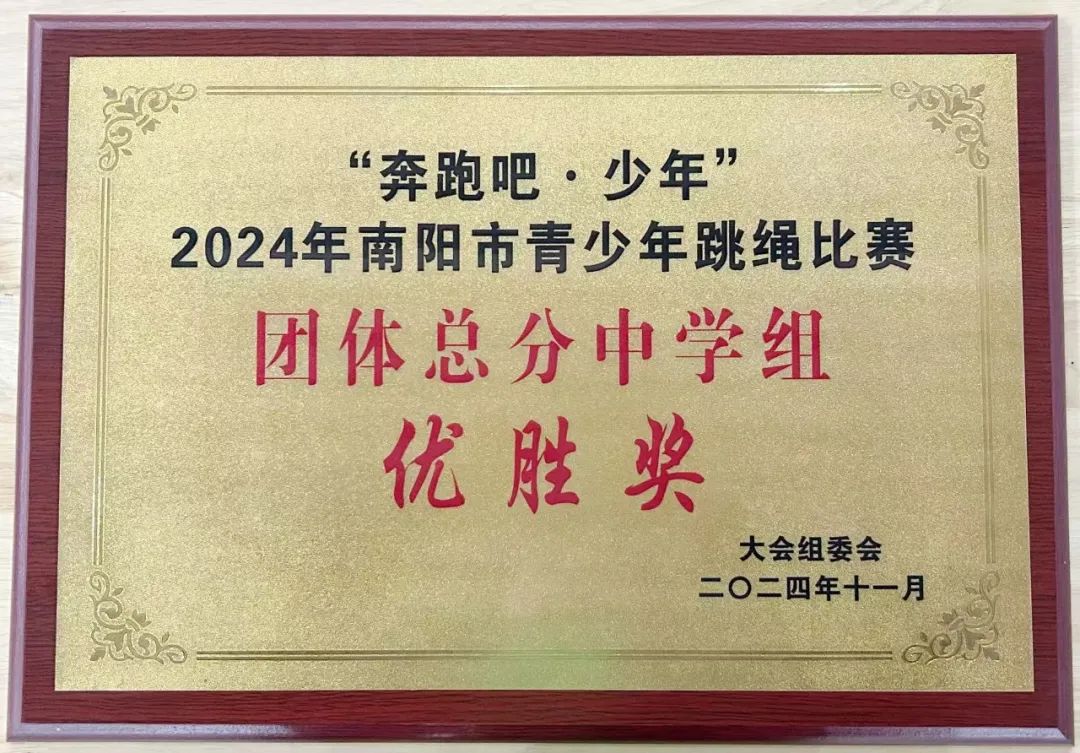 “奔跑吧·少年”
2024年南阳市青少年跳绳比赛
团体总分中学组
优胜奖
大会组委会
二〇二四年十一月